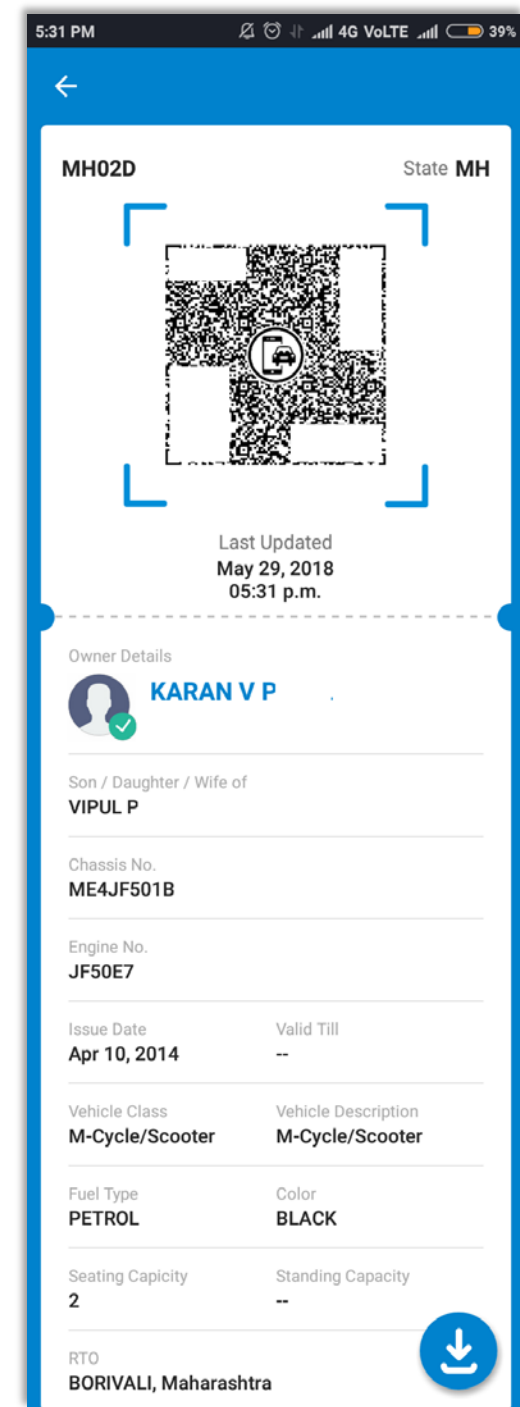 5:31 PM 4G VoLTE 39%
MH02D State MH
Last Updated
May 29, 2018
05:31 p.m.
Owner Details
KARAN V P
Son / Daughter / Wife of
VIPUL P
Chassis No.
ME4JF501B
Engine No.
JF50E7
Issue Date Valid Till
Apr 10, 2014 --
Vehicle Class Vehicle Description
M-Cycle/Scooter M-Cycle/Scooter
Fuel Type Color
PETROL BLACK
Seating Capicity Standing Capacity
2 --
RTO
BORIVALI, Maharashtra